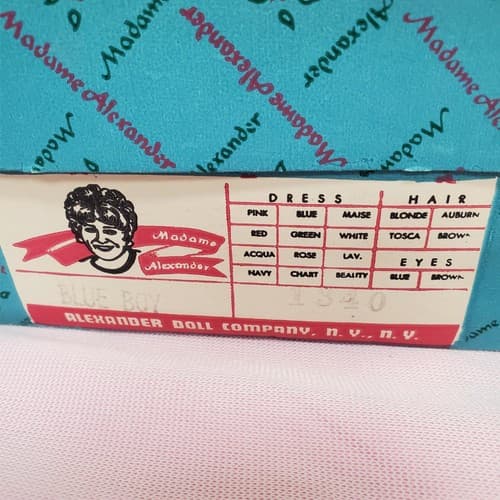 Madame Alexander
Madame Alexander
Madame Alexander
Madame Alexander
Madame
Alexander
DRESS HAIR
PINK BLUE MAISE BLONDE AUBURN
RED GREEN WHITE TOSCA BROWN
ACQUA ROSE LAV. EYES
NAVY CHART BEAUTY BLUE BROWN
BLUE BOY 1340
ALEXANDER DOLL COMPANY, N.Y., N.Y.